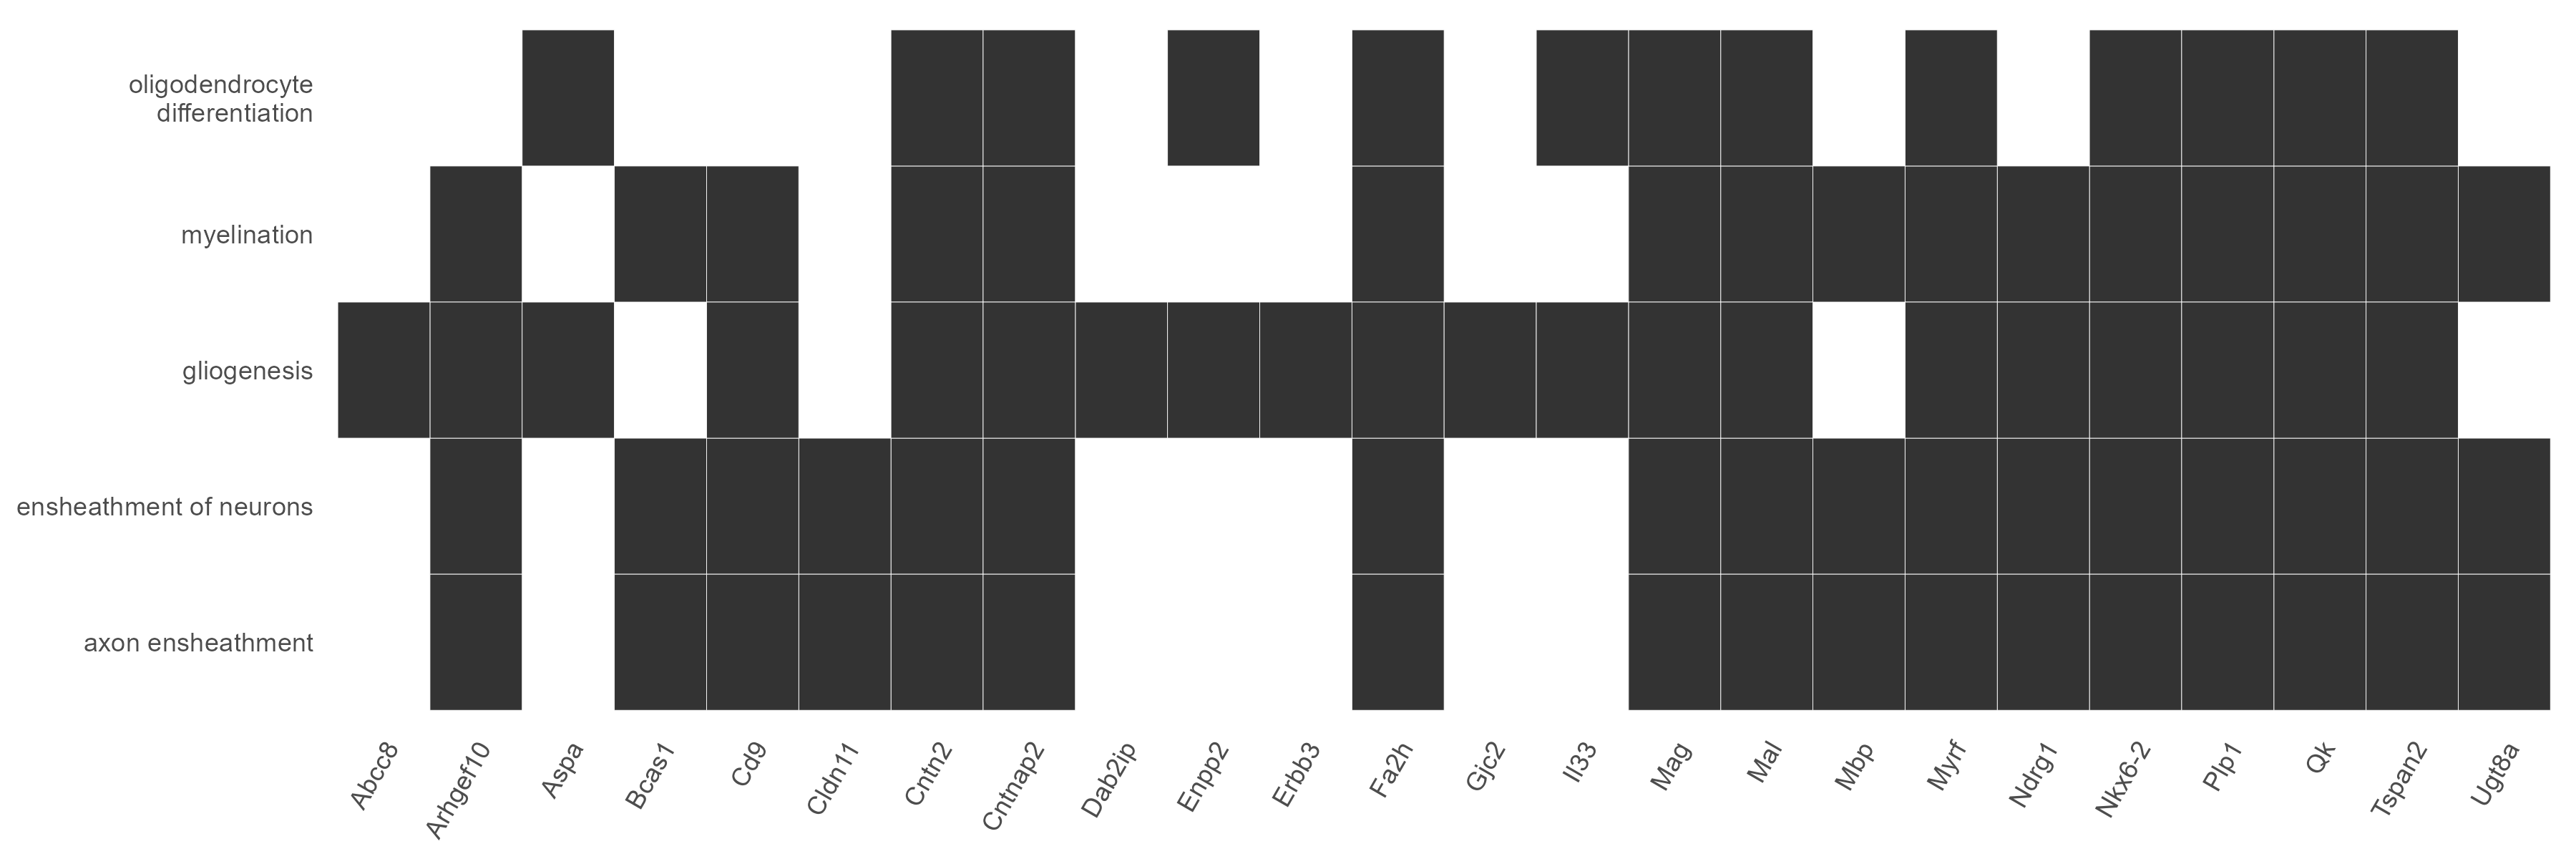 oligodendrocyte
differentiation
myelination
gliogenesis
ensheathment of neurons
axon ensheathment
Abcc8
Arhgef10
Aspa
Bcas1
Cd9
Cldn11
Cntn2
Cntnap2
Dab2ip
Enpp2
Erbb3
Fa2h
Gjc2
Il33
Mag
Mal
Mbp
Myrf
Ndrg1
Nkx6-2
Plp1
Qk
Tspan2
Ugt8a